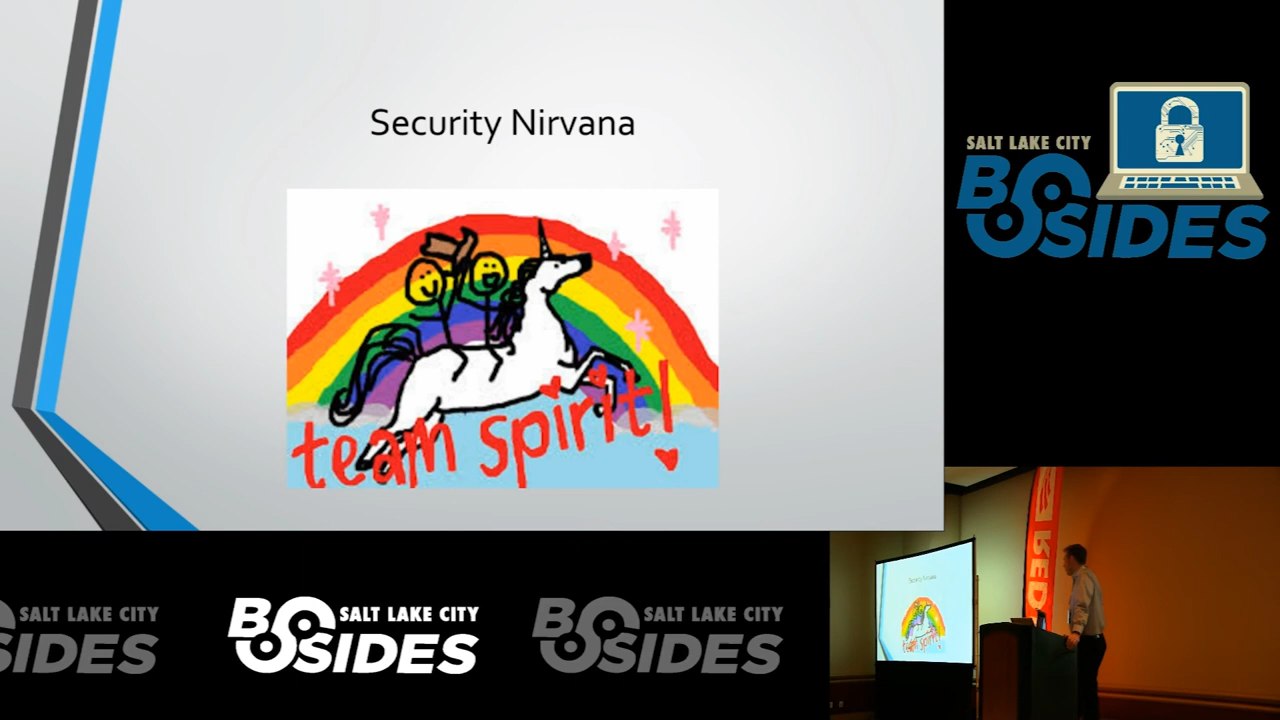 Security Nirvana
team spirit!
SALT LAKE CITY
BSIDES
RED
SALT LAKE CITY
SIDES
SALT LAKE CITY
BSIDES
SALT LAKE CITY
BSIDES
Security Nirvana
team spirit!